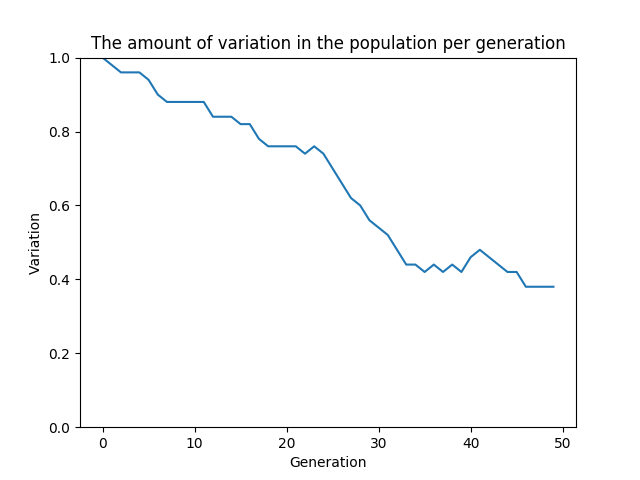 The amount of variation in the population per generation
1.0
0.8
0.6
0.4
0.2
0.0
Variation
0 10 20 30 40 50
Generation